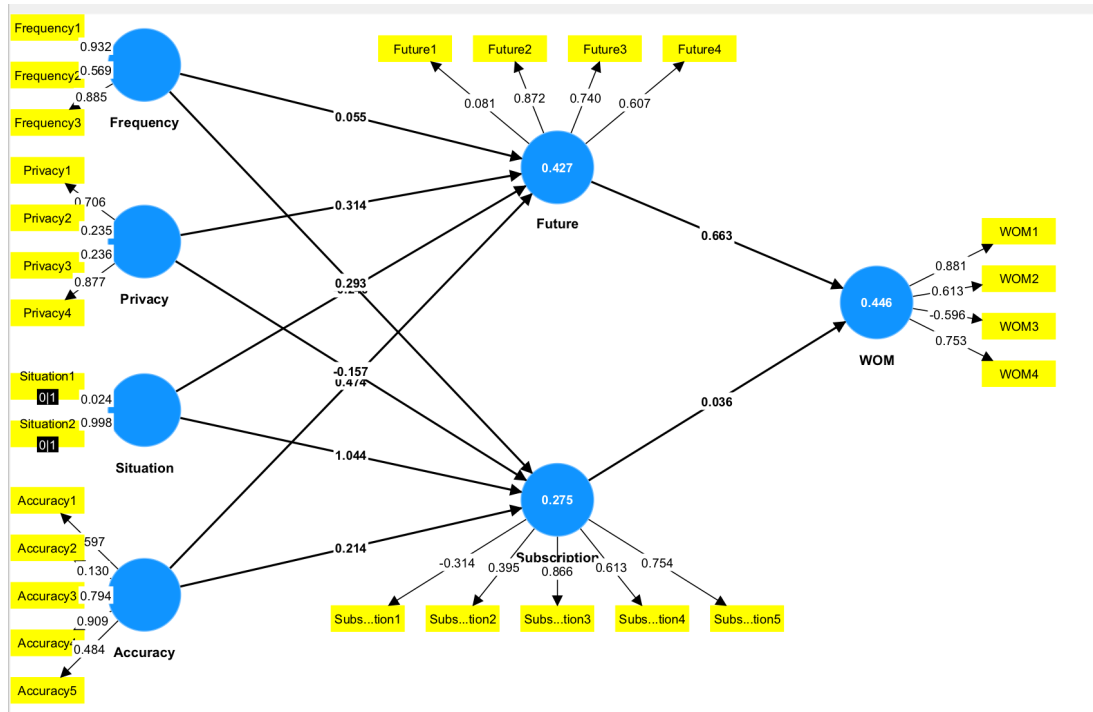 Frequency1
0.932
Frequency2
0.569
0.885
Frequency3
Frequency
Privacy1
0.706
Privacy2
0.235
Privacy3
0.236
0.877
Privacy4
Privacy
Situation1
0|1
0.024
Situation2
0.998
0|1
Situation
Accuracy1
597
Accuracy2
0.130
Accuracy3
0.794
0.909
0.484
Accuracy5
Accuracy
0.055
0.314
0.293
-0.157
0.474
1.044
0.214
Future1
Future2
Future3
Future4
0.081
0.872
0.740
0.607
0.427
Future
0.275
Subscription
-0.314
0.395
0.866
0.613
0.754
Subs...tion1
Subs...tion2
Subs...tion3
Subs...tion4
Subs...tion5
0.663
0.036
0.446
WOM
WOM1
0.881
WOM2
0.613
-0.596
WOM3
0.753
WOM4